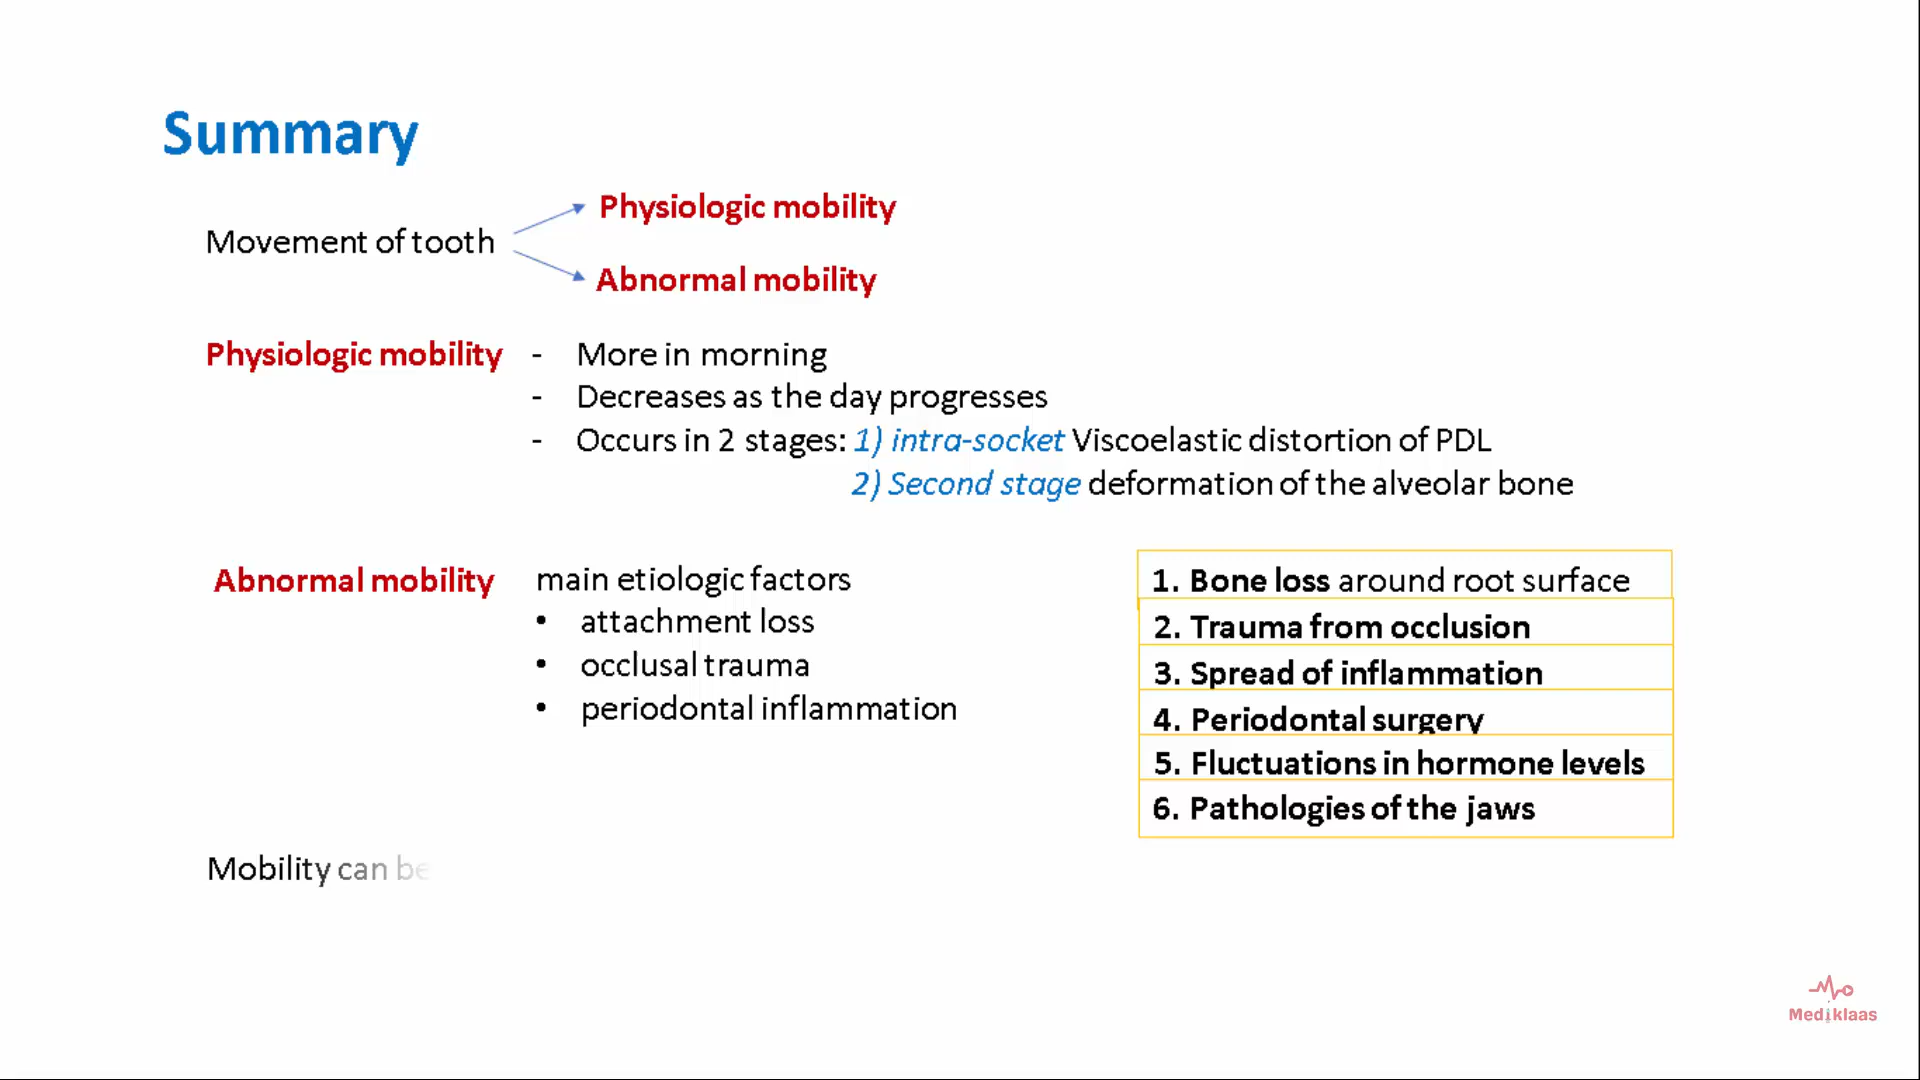 Summary
Movement of tooth
Physiologic mobility
Abnormal mobility
Physiologic mobility
- More in morning
- Decreases as the day progresses
- Occurs in 2 stages: 1) intra-socket Viscoelastic distortion of PDL
2) Second stage deformation of the alveolar bone
Abnormal mobility
main etiologic factors
• attachment loss
• occlusal trauma
• periodontal inflammation
1. Bone loss around root surface
2. Trauma from occlusion
3. Spread of inflammation
4. Periodontal surgery
5. Fluctuations in hormone levels
6. Pathologies of the jaws
Mobility can be
Mediklaas